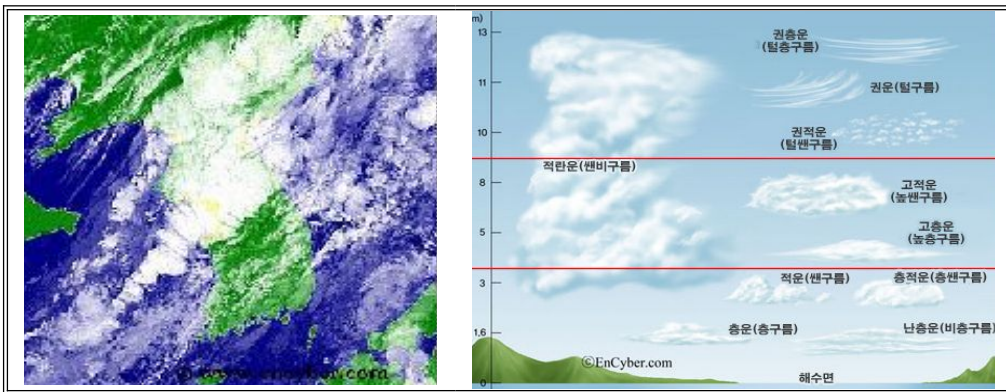 m)
13
권층운
(털층구름)
11
권운(털구름)
10
권적운
(털쌘구름)
적란운(쌘비구름)
8
고적운
(높쌘구름)
고층운
5
(높층구름)
3
적운(쌘구름)
층적운(층쌘구름)
1.6
층운(층구름)
난층운(비층구름)
©EnCyber.com
해수면
0